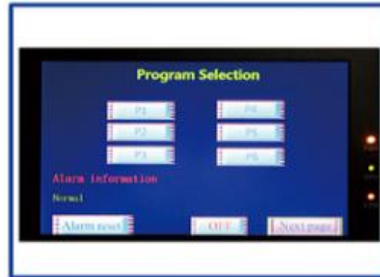 Program Selection
P1 P4
P2 P5
P3 P6
Alarm information
Normal
Alarm reset OFF Next page